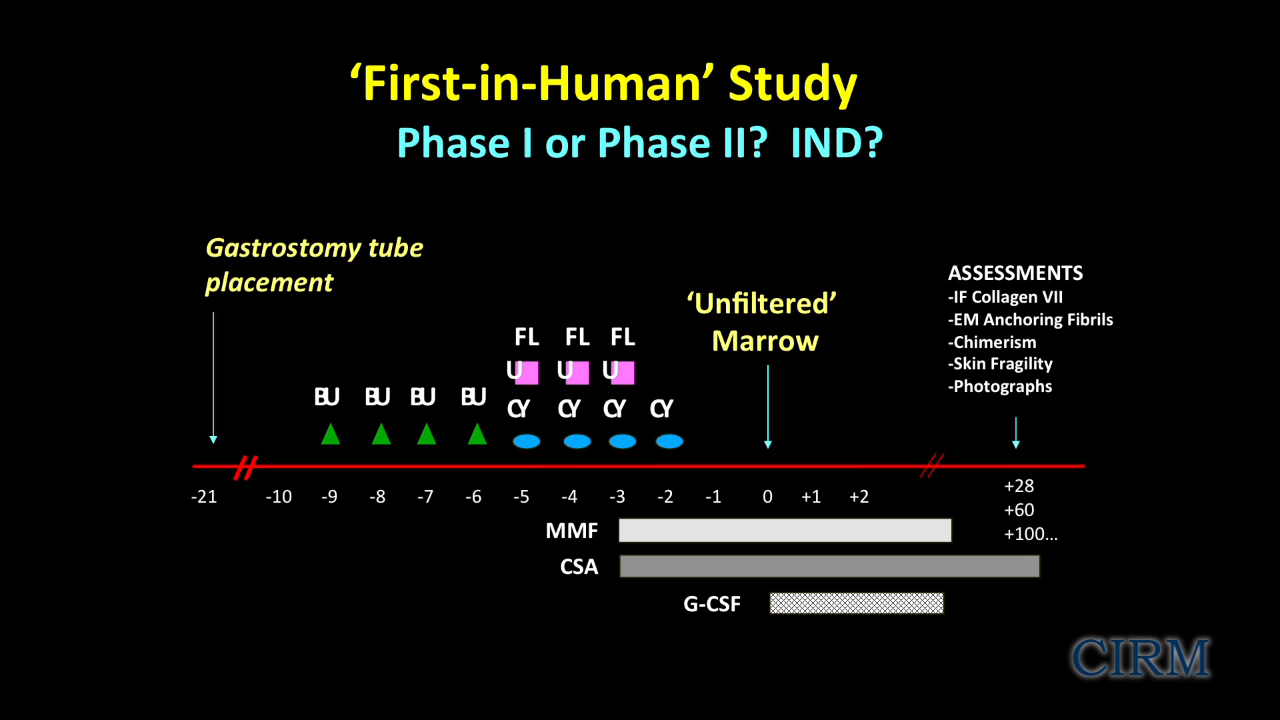 ‘First-in-Human’ Study
Phase I or Phase II?  IND?
Gastrostomy tube
placement
‘Unfiltered’
Marrow
ASSESSMENTS
-IF Collagen VII
-EM Anchoring Fibrils
-Chimerism
-Skin Fragility
-Photographs
FL FL FL
U U U
BU BU BU BU
CY CY CY CY
-21 -10 -9 -8 -7 -6 -5 -4 -3 -2 -1 0 +1 +2
+28
+60
+100...
MMF
CSA
G-CSF
CIRM